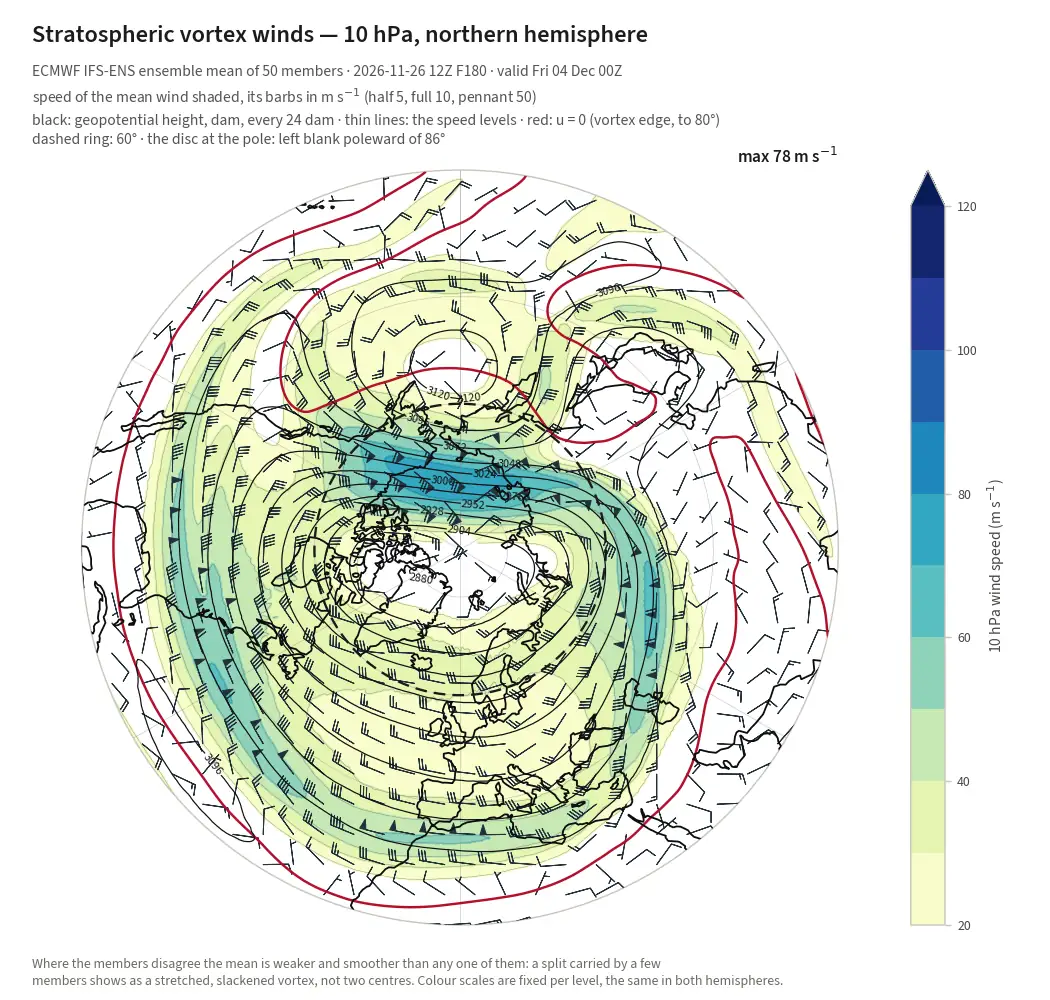 Stratospheric vortex winds — 10 hPa, northern hemisphere
ECMWF IFS-ENS ensemble mean of 50 members · 2026-11-26 12Z F180 · valid Fri 04 Dec 00Z
speed of the mean wind shaded, its barbs in m s−1 (half 5, full 10, pennant 50)
black: geopotential height, dam, every 24 dam · thin lines: the speed levels · red: u = 0 (vortex edge, to 80°)
dashed ring: 60° · the disc at the pole: left blank poleward of 86°
max 78 m s−1
120
100
80
60
40
20
10 hPa wind speed (m s−1)
3096
3120
3120
3048
3024
3000
2952
2928
2904
2880
3096
Where the members disagree the mean is weaker and smoother than any one of them: a split carried by a few
members shows as a stretched, slackened vortex, not two centres. Colour scales are fixed per level, the same in both hemispheres.